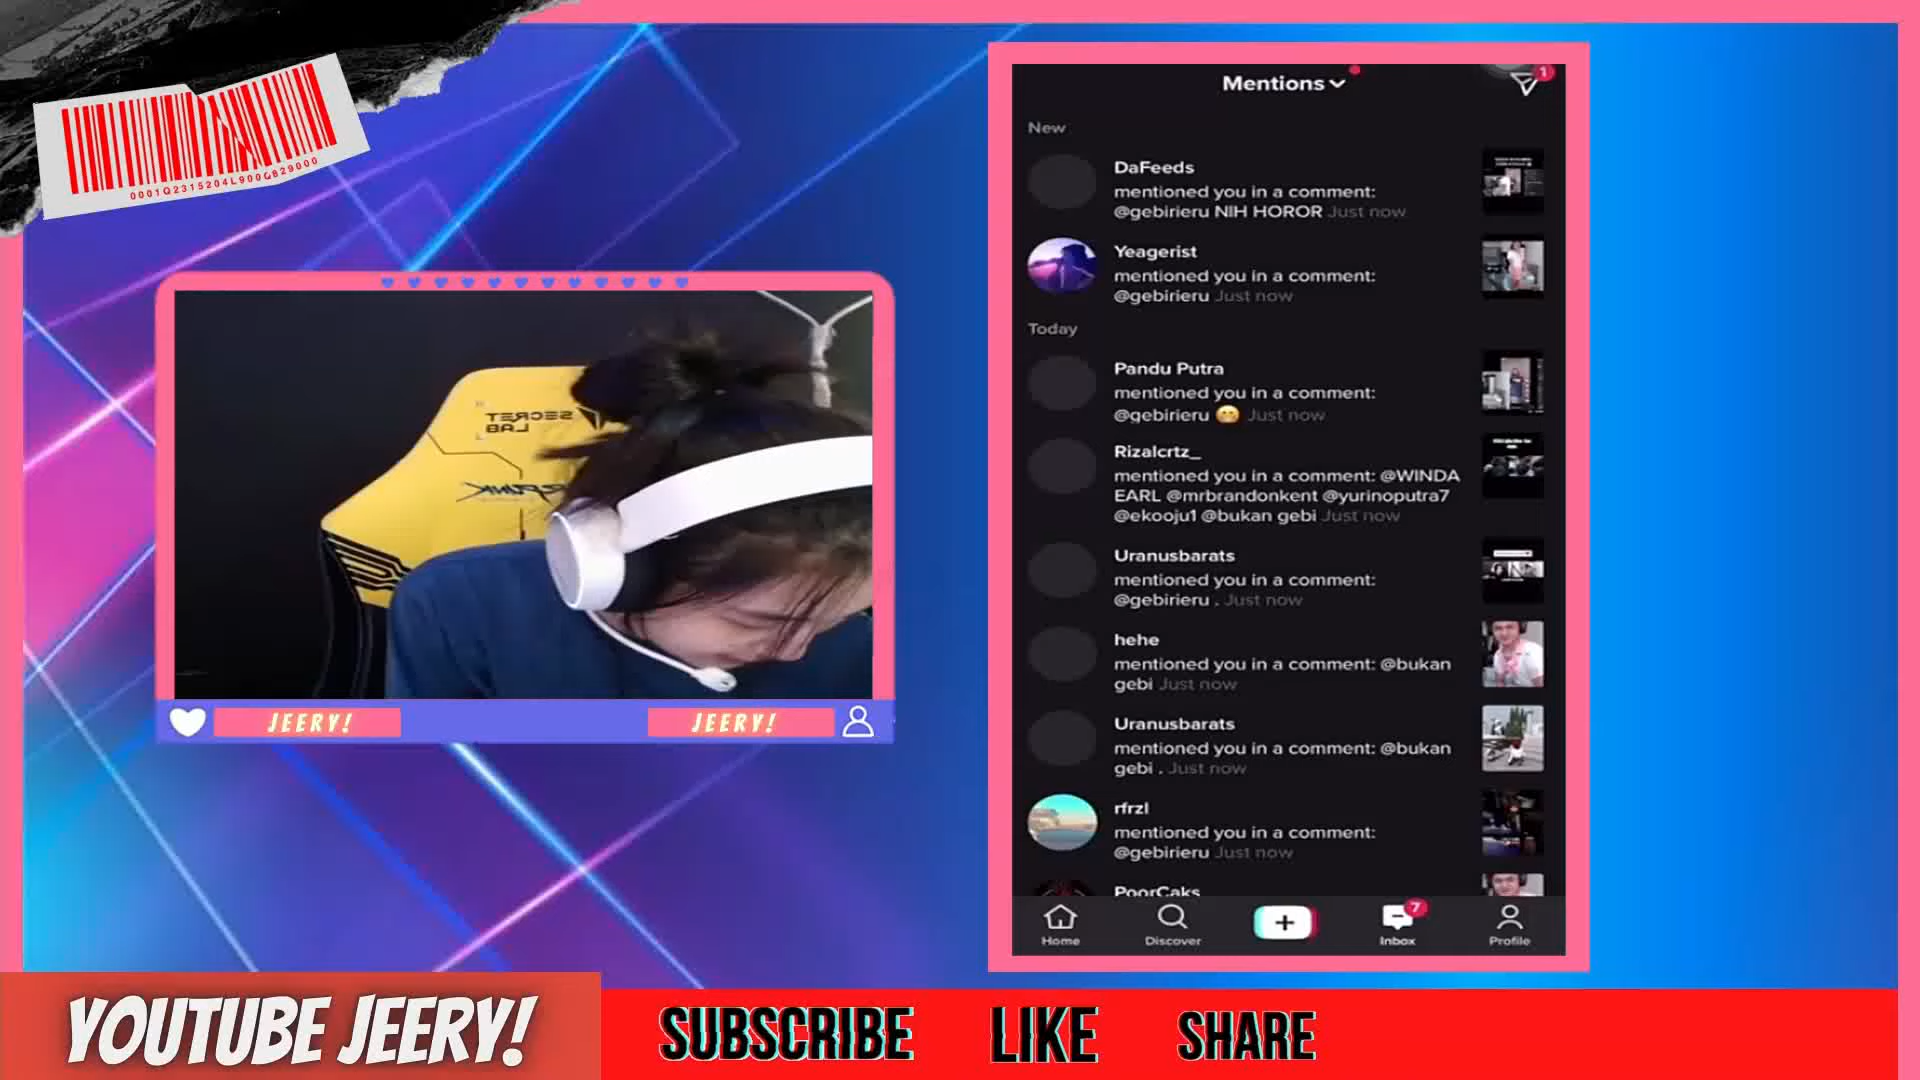 0001Q2315204L900Q829000
SECRET
LAB
JEERY!
JEERY!
Mentions
1
New
DaFeeds
mentioned you in a comment:
@gebirieru NIH HOROR Just now
Yeagerist
mentioned you in a comment:
@gebirieru Just now
Today
Pandu Putra
mentioned you in a comment:
@gebirieru 🤭 Just now
Rizalcrtz_
mentioned you in a comment: @WINDA
EARL @mrbrandonkent @yurinoputra7
@ekooju1 @bukan gebi Just now
Uranusbarats
mentioned you in a comment:
@gebirieru . Just now
hehe
mentioned you in a comment: @bukan
gebi Just now
Uranusbarats
mentioned you in a comment: @bukan
gebi . Just now
rfrzl
mentioned you in a comment:
@gebirieru Just now
PoorCaks
Home
Discover
7
Inbox
Profile
YOUTUBE JEERY!
SUBSCRIBE LIKE SHARE